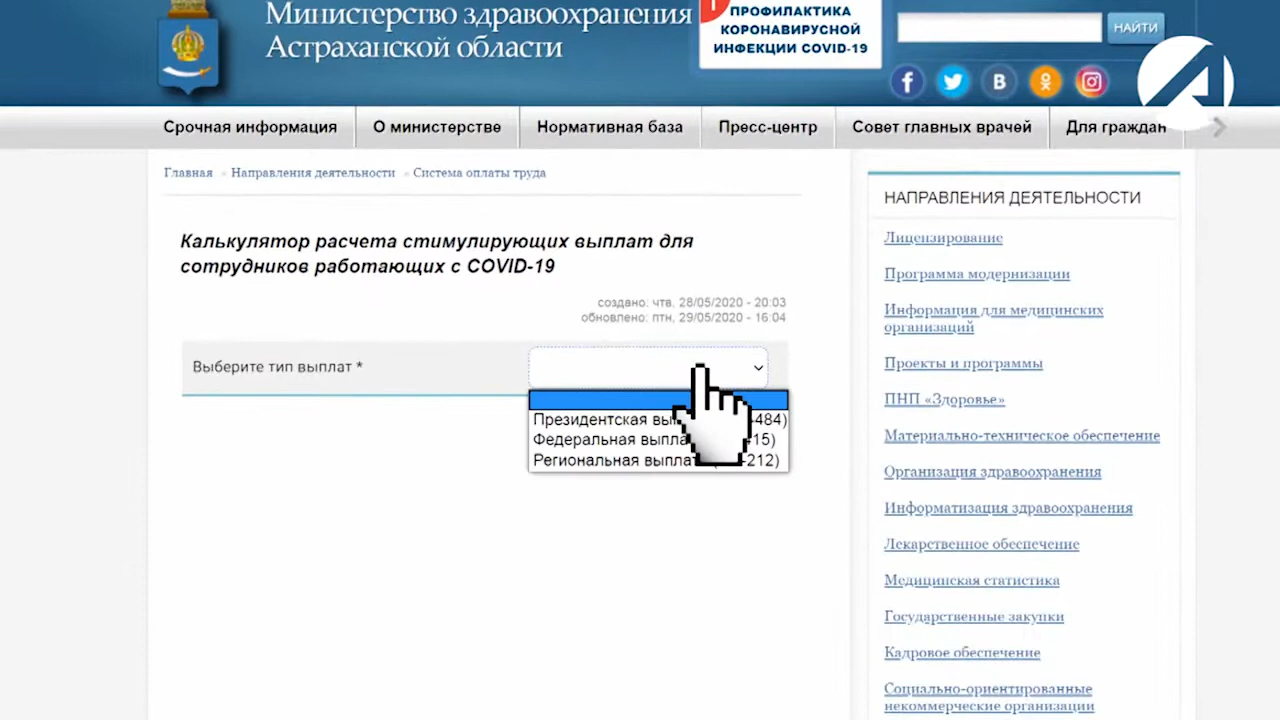 Министерство здравоохранения
Астраханской области
ПРОФИЛАКТИКА
КОРОНАВИРУСНОЙ
ИНФЕКЦИИ COVID-19
НАЙТИ
Срочная информация
О министерстве
Нормативная база
Пресс-центр
Совет главных врачей
Для граждан
Главная » Направления деятельности » Система оплаты труда
Калькулятор расчета стимулирующих выплат для
сотрудников работающих с COVID-19
создано: чтв, 28/05/2020 - 20:03
обновлено: птн, 29/05/2020 - 16:04
Выберите тип выплат *
Президентская 484)
Федеральная 15)
Региональная 212)
НАПРАВЛЕНИЯ ДЕЯТЕЛЬНОСТИ
Лицензирование
Программа модернизации
Информация для медицинских
организаций
Проекты и программы
ПНП «Здоровье»
Материально-техническое обеспечение
Организация здравоохранения
Информатизация здравоохранения
Лекарственное обеспечение
Медицинская статистика
Государственные закупки
Кадровое обеспечение
Социально-ориентированные
некоммерческие организации